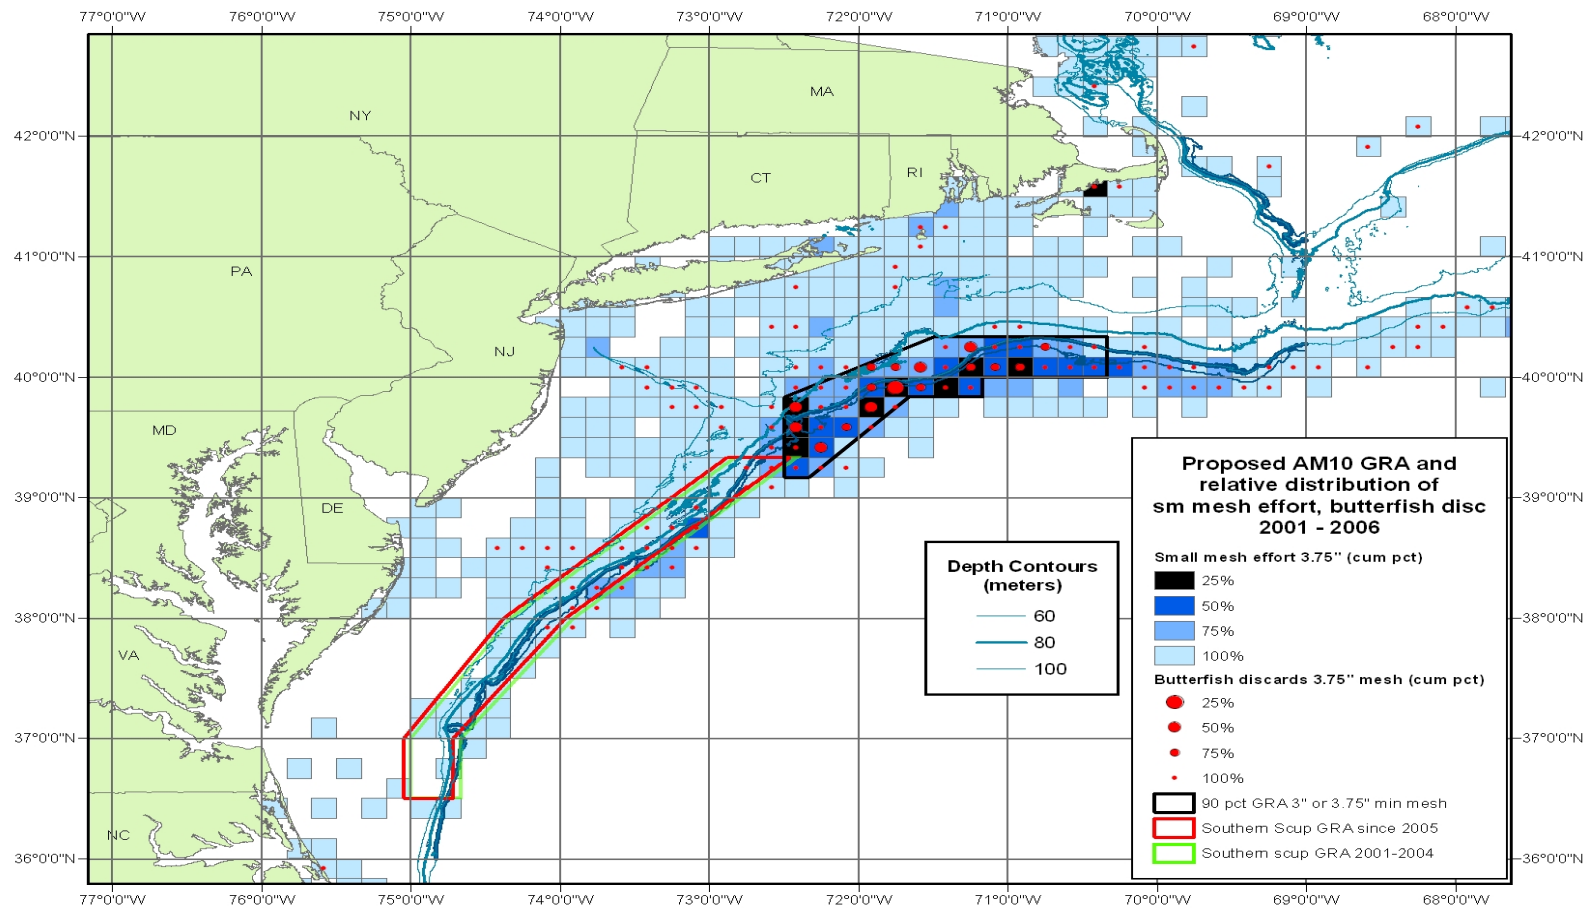 77°0'0"W 76°0'0"W 75°0'0"W 74°0'0"W 73°0'0"W 72°0'0"W 71°0'0"W 70°0'0"W 69°0'0"W 68°0'0"W
MA
NY
42°0'0"N 42°0'0"N
CT RI
41°0'0"N 41°0'0"N
PA
NJ
40°0'0"N 40°0'0"N
MD
39°0'0"N 39°0'0"N
DE
38°0'0"N 38°0'0"N
VA
37°0'0"N 37°0'0"N
NC
36°0'0"N 36°0'0"N
Depth Contours
(meters)
60
80
100
Proposed AM10 GRA and
relative distribution of
sm mesh effort, butterfish disc
2001 - 2006
Small mesh effort 3.75" (cum pct)
25%
50%
75%
100%
Butterfish discards 3.75" mesh (cum pct)
25%
50%
75%
100%
90 pct GRA 3" or 3.75" min mesh
Southern Scup GRA since 2005
Southern scup GRA 2001-2004
77°0'0"W 76°0'0"W 75°0'0"W 74°0'0"W 73°0'0"W 72°0'0"W 71°0'0"W 70°0'0"W 69°0'0"W 68°0'0"W